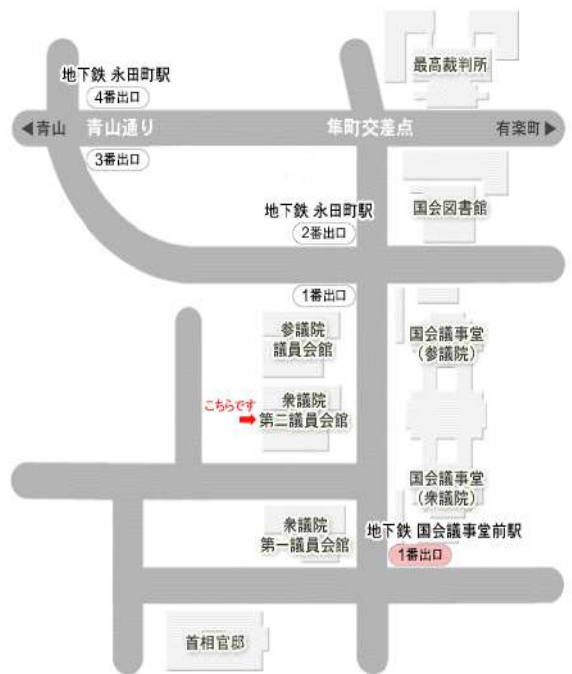 最高裁判所
地下鉄 永田町駅
4番出口
◀青山
青山通り
隼町交差点
有楽町▶
3番出口
地下鉄 永田町駅
2番出口
国会図書館
1番出口
参議院
議員会館
国会議事堂
(参議院)
こちらです
➡
衆議院
第二議員会館
国会議事堂
(衆議院)
衆議院
第一議員会館
地下鉄 国会議事堂前駅
1番出口
首相官邸